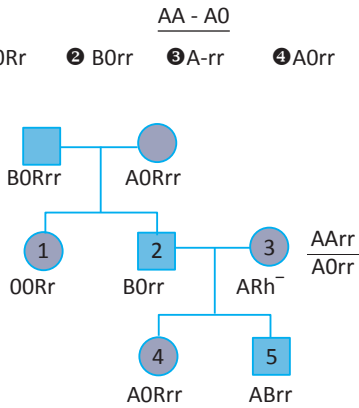 AA - A0
0Rr ❷ B0rr ❸A-rr ❹A0rr
B0Rrr A0Rrr
1 2 3 AArr
A0rr
00Rr B0rr ARh⁻
4 5
A0Rrr ABrr